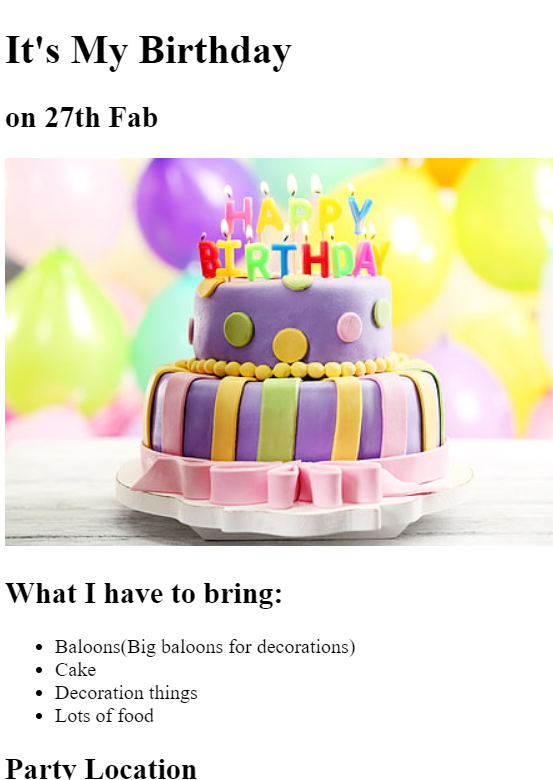 It's My Birthday
on 27th Fab
HAPPY
BIRTHDAY
What I have to bring:
Baloons(Big baloons for decorations)
Cake
Decoration things
Lots of food
Party Location